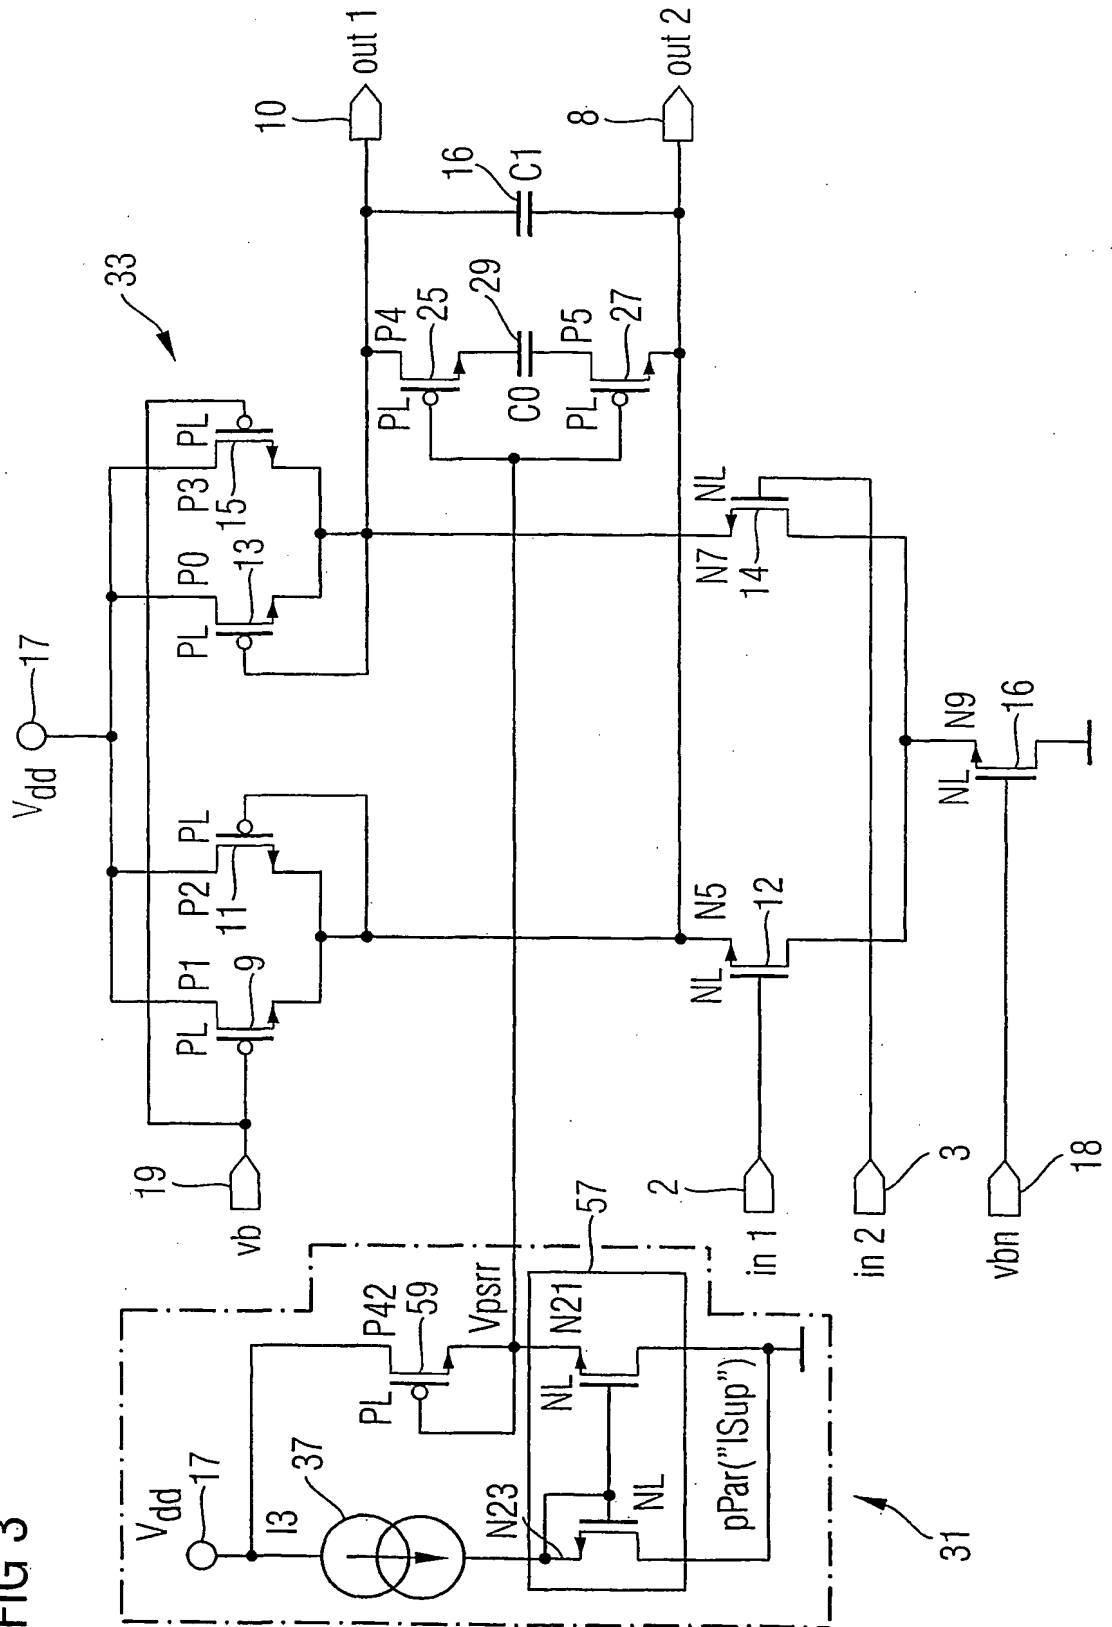 FIG 3
Vdd
17
33
10
out 1
P1
P2
P0
P3
PL
PL
PL
PL
9
11
13
15
19
vb
16
C1
P4
25
PL
29
C0
P5
27
PL
8
out 2
Vdd
17
I3
37
P42
59
PL
Vpsrr
57
N23
NL
N21
NL
pPar("ISup")
31
N5
NL
12
N7
NL
14
2
in 1
in 2
3
N9
NL
16
vbn
18